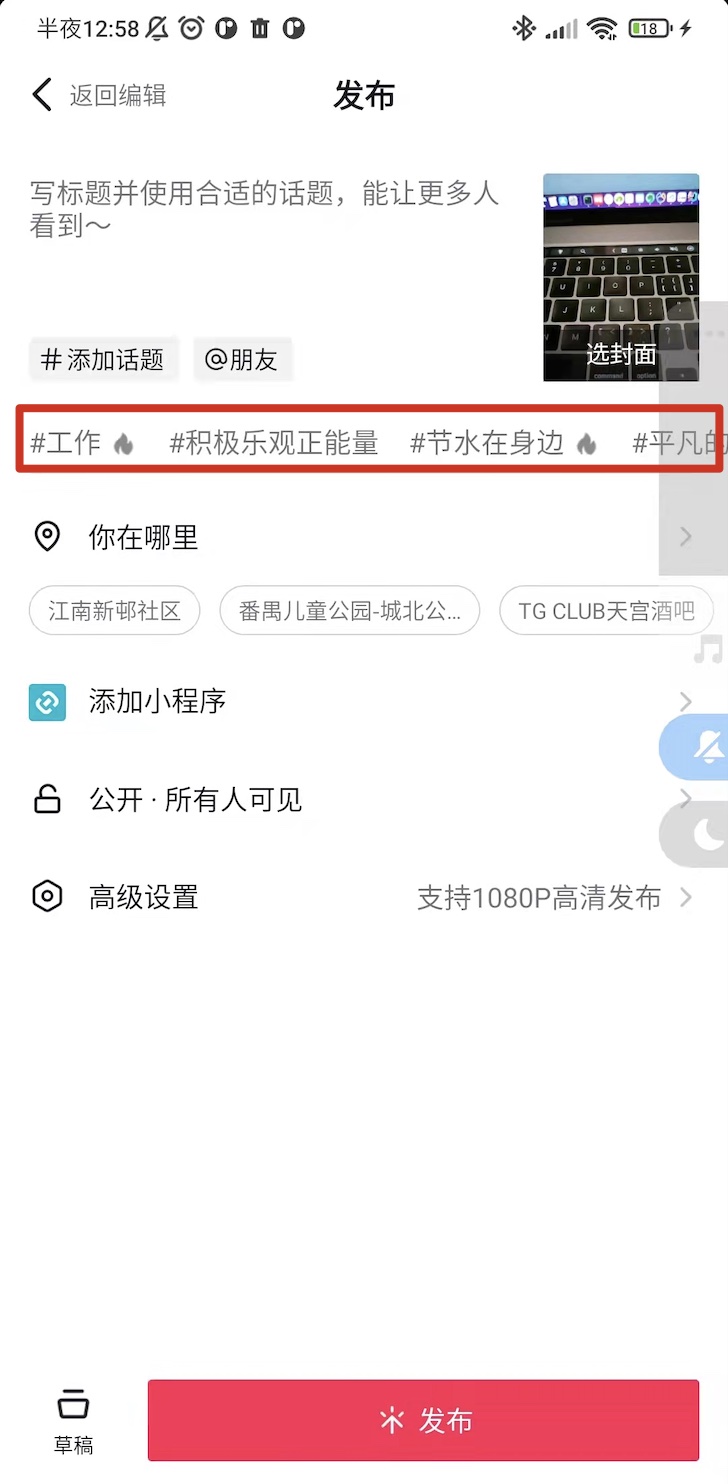 半夜12:58
18
返回编辑
发布
写标题并使用合适的话题，能让更多人
看到～
选封面
#添加话题
@朋友
#工作 #积极乐观正能量 #节水在身边 #平凡的
你在哪里
江南新邨社区
番禺儿童公园-城北公...
TG CLUB天宫酒吧
添加小程序
公开 · 所有人可见
高级设置
支持1080P高清发布
草稿
发布